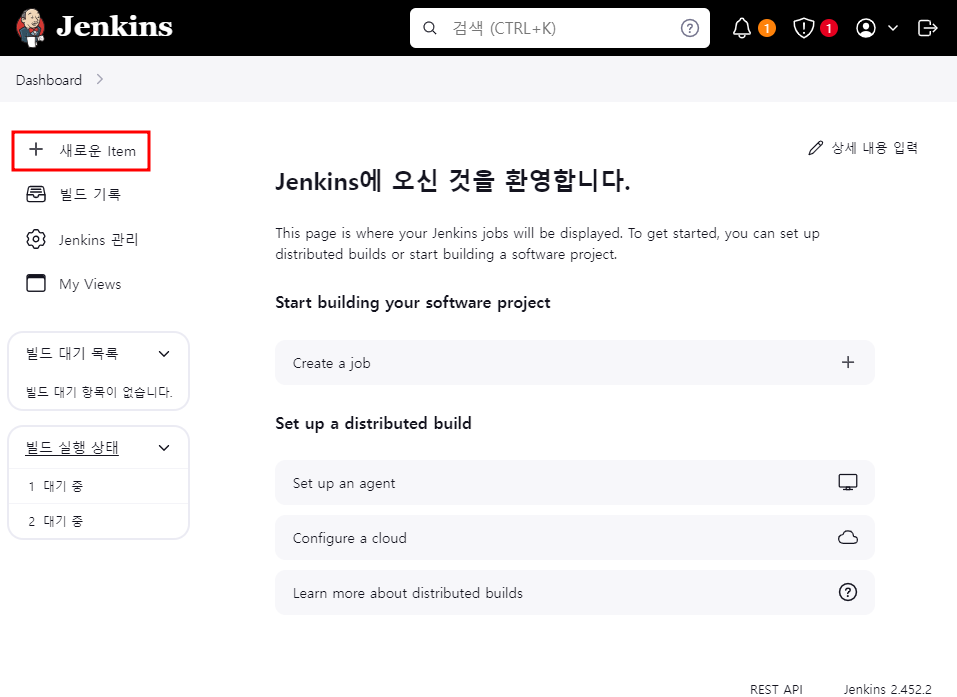 Jenkins
검색 (CTRL+K)
1
1
Dashboard
새로운 Item
빌드 기록
Jenkins 관리
My Views
빌드 대기 목록
빌드 대기 항목이 없습니다.
빌드 실행 상태
1 대기 중
2 대기 중
상세 내용 입력
Jenkins에 오신 것을 환영합니다.
This page is where your Jenkins jobs will be displayed. To get started, you can set up
distributed builds or start building a software project.
Start building your software project
Create a job
Set up a distributed build
Set up an agent
Configure a cloud
Learn more about distributed builds
REST API
Jenkins 2.452.2